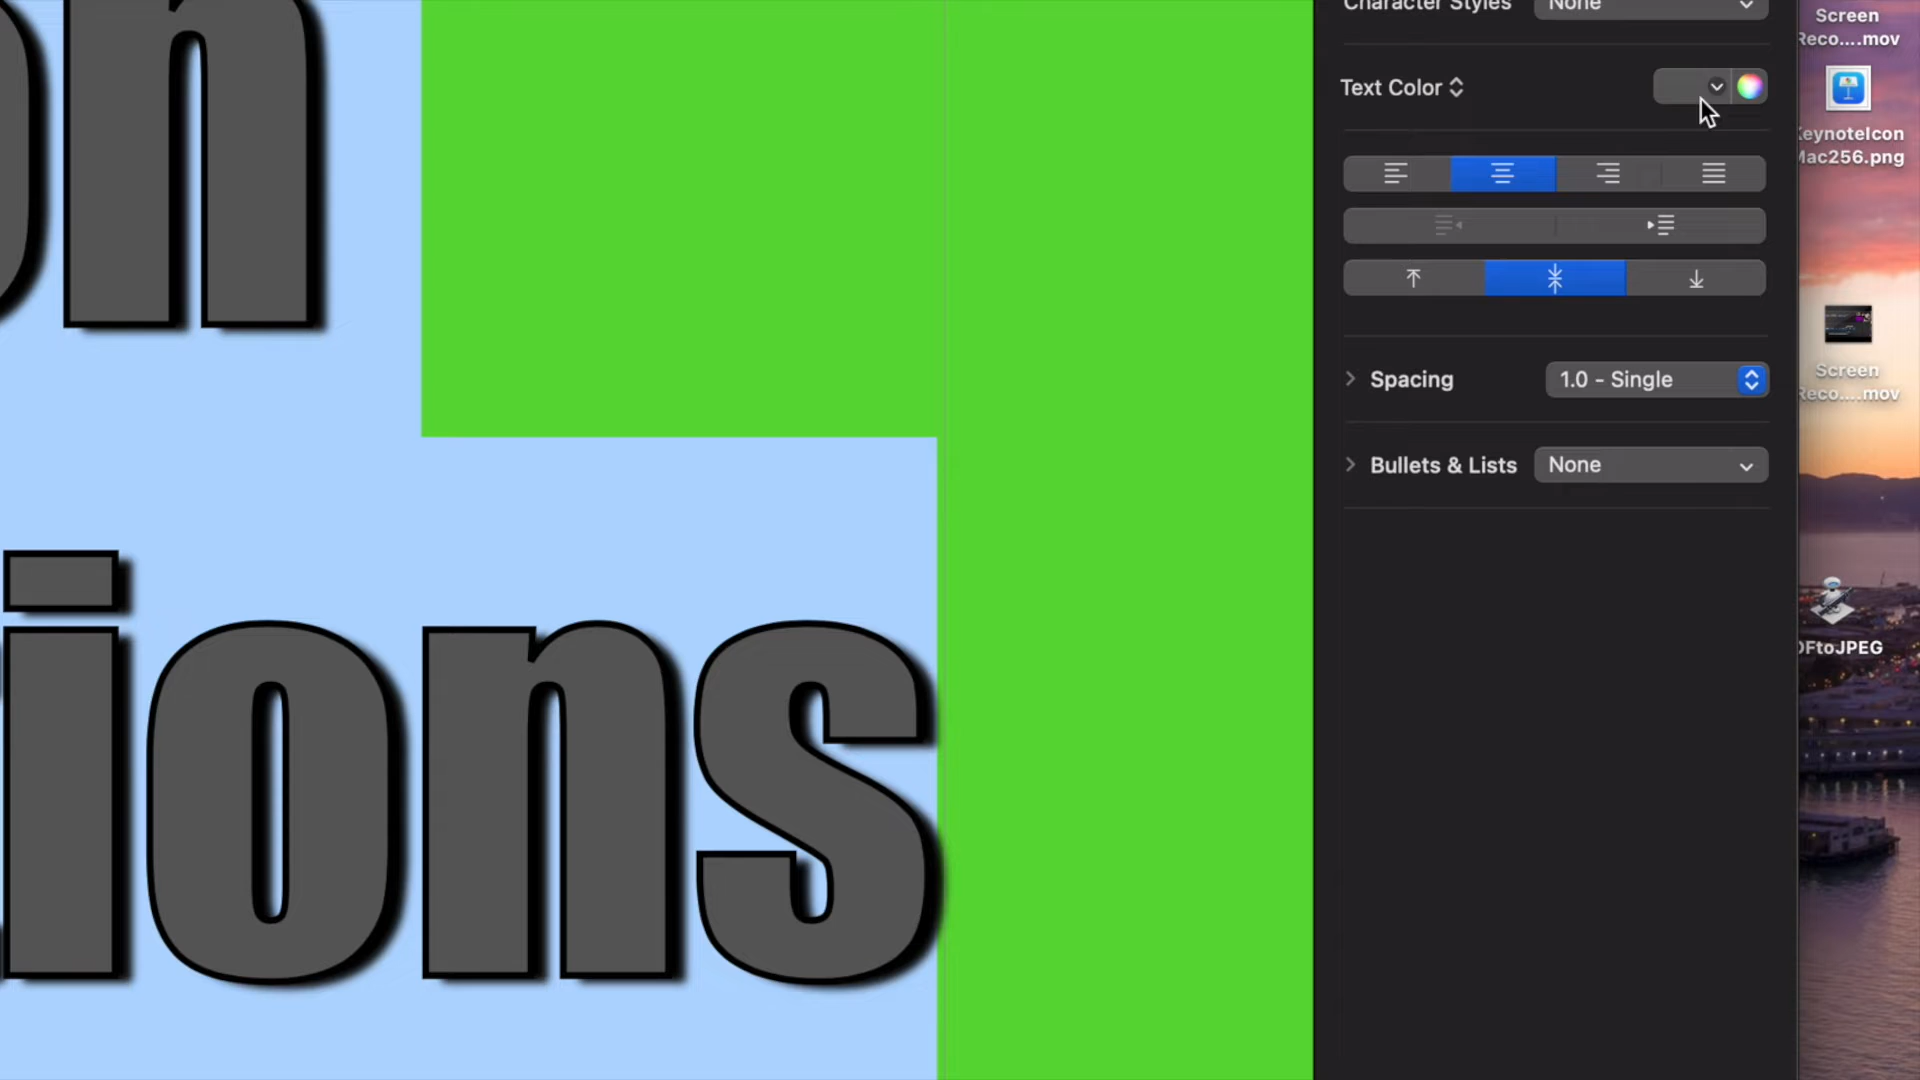 on
ions
Character Styles
None
Text Color
Spacing
1.0 - Single
Bullets & Lists
None
Screen
Reco....mov
KeynoteIcon
Mac256.png
Screen
Reco....mov
DFtoJPEG